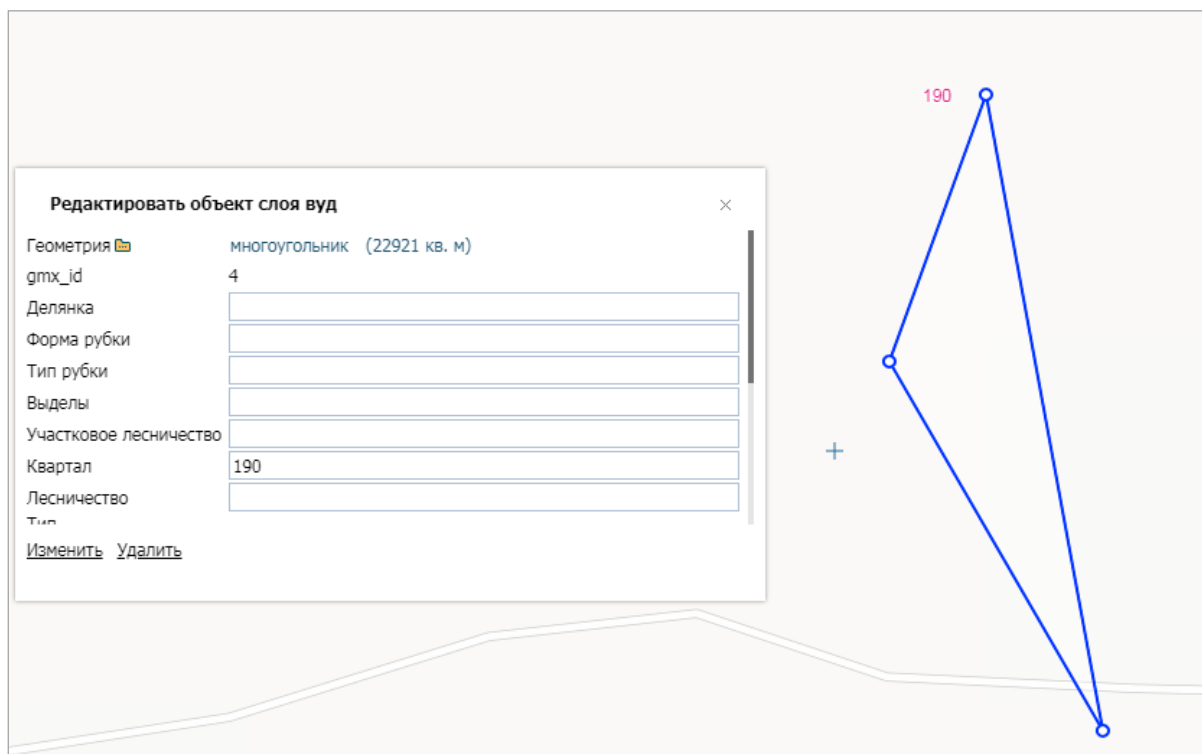 190
Редактировать объект слоя вуд
Геометрия многоугольник (22921 кв. м)
gmx_id 4
Делянка
Форма рубки
Тип рубки
Выделы
Участковое лесничество
Квартал 190
Лесничество
Тип
Изменить Удалить